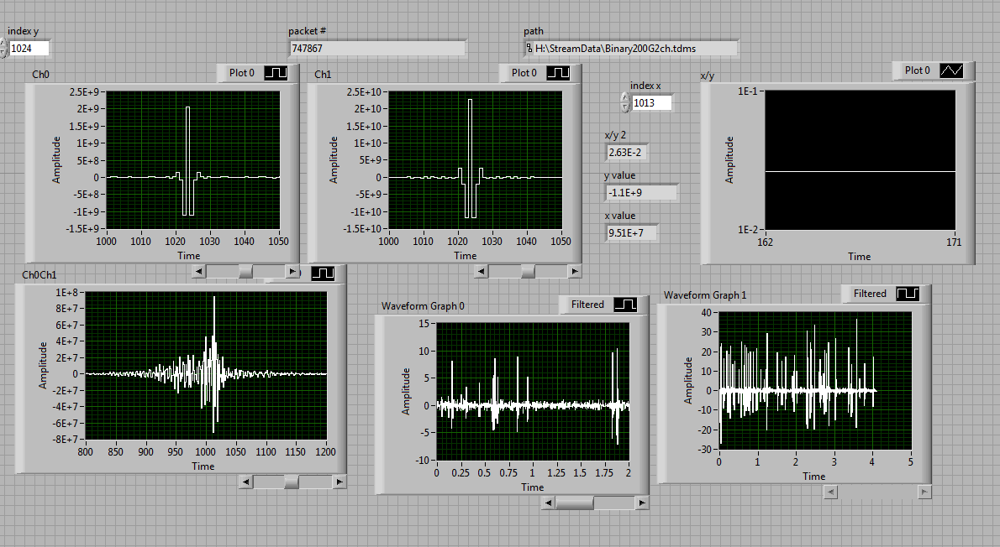 index y
1024
packet #
747867
path
H:\StreamData\Binary200G2ch.tdms
Ch0
Plot 0
2.5E+9
2E+9
1.5E+9
1E+9
5E+8
0
-5E+8
-1E+9
-1.5E+9
Amplitude
1000 1010 1020 1030 1040 1050
Time
Ch1
Plot 0
2.5E+10
2E+10
1.5E+10
1E+10
5E+9
0
-5E+9
-1E+10
-1.5E+10
Amplitude
1000 1010 1020 1030 1040 1050
Time
index x
1013
x/y 2
2.63E-2
y value
-1.1E+9
x value
9.51E+7
x/y
Plot 0
1E-1
1E-2
Amplitude
162 171
Time
Ch0Ch1
1E+8
8E+7
6E+7
4E+7
2E+7
0
-2E+7
-4E+7
-6E+7
-8E+7
Amplitude
800 850 900 950 1000 1050 1100 1150 1200
Time
Waveform Graph 0
Filtered
15
10
5
0
-5
-10
Amplitude
0 0.25 0.5 0.75 1 1.25 1.5 1.75 2
Time
Waveform Graph 1
Filtered
40
30
20
10
0
-10
-20
-30
Amplitude
0 1 2 3 4 5
Time